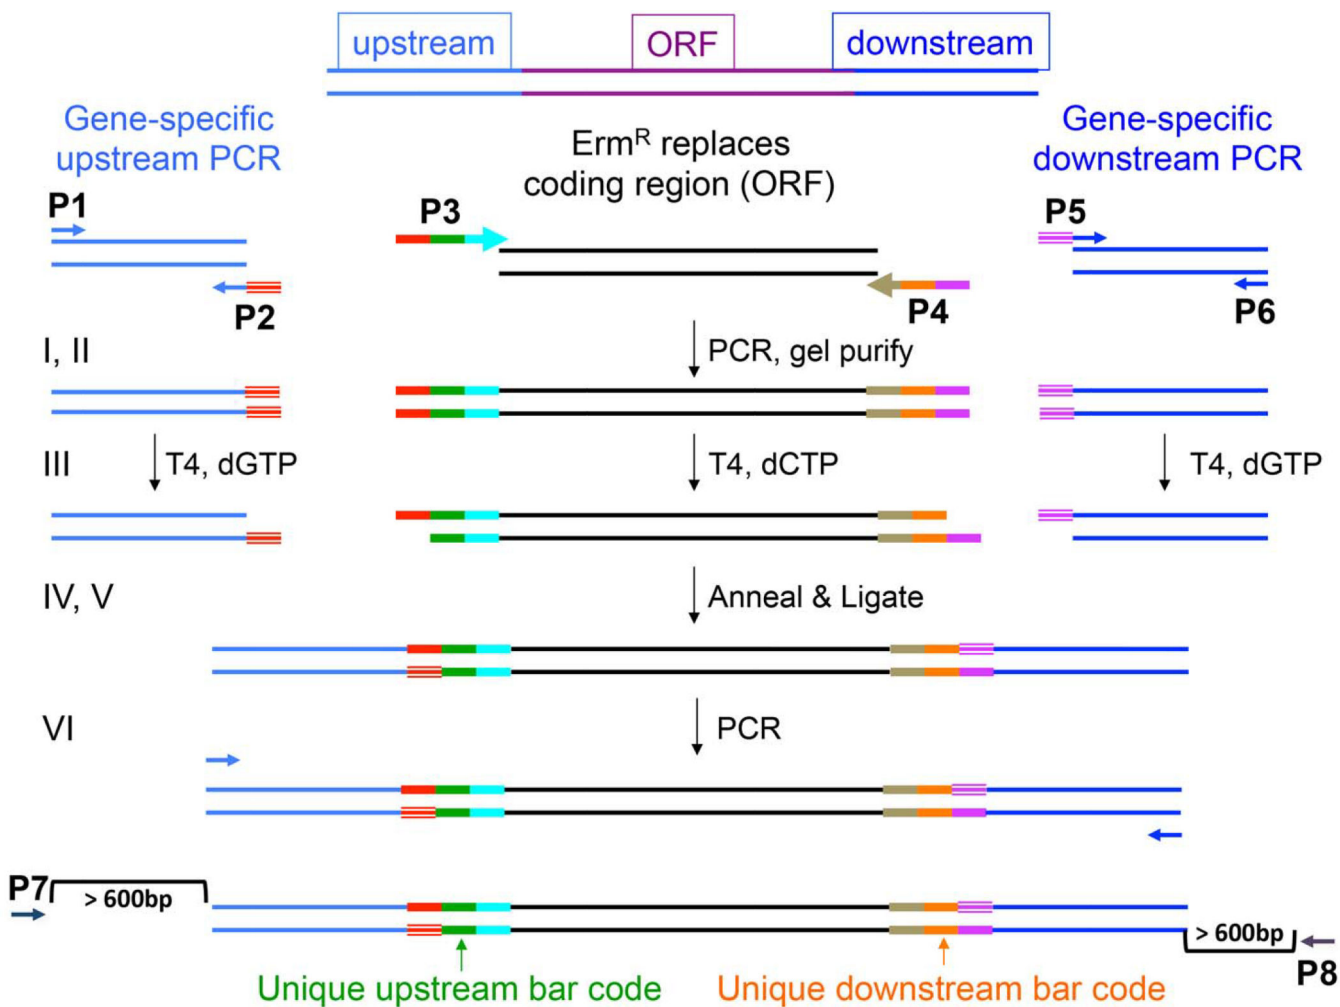 upstream
ORF
downstream
Gene-specific
upstream PCR
Erm^R replaces
coding region (ORF)
Gene-specific
downstream PCR
P1
P3
P5
P2
P4
P6
I, II
PCR, gel purify
III
T4, dGTP
T4, dCTP
T4, dGTP
IV, V
Anneal & Ligate
VI
PCR
P7
> 600bp
> 600bp
P8
Unique upstream bar code
Unique downstream bar code